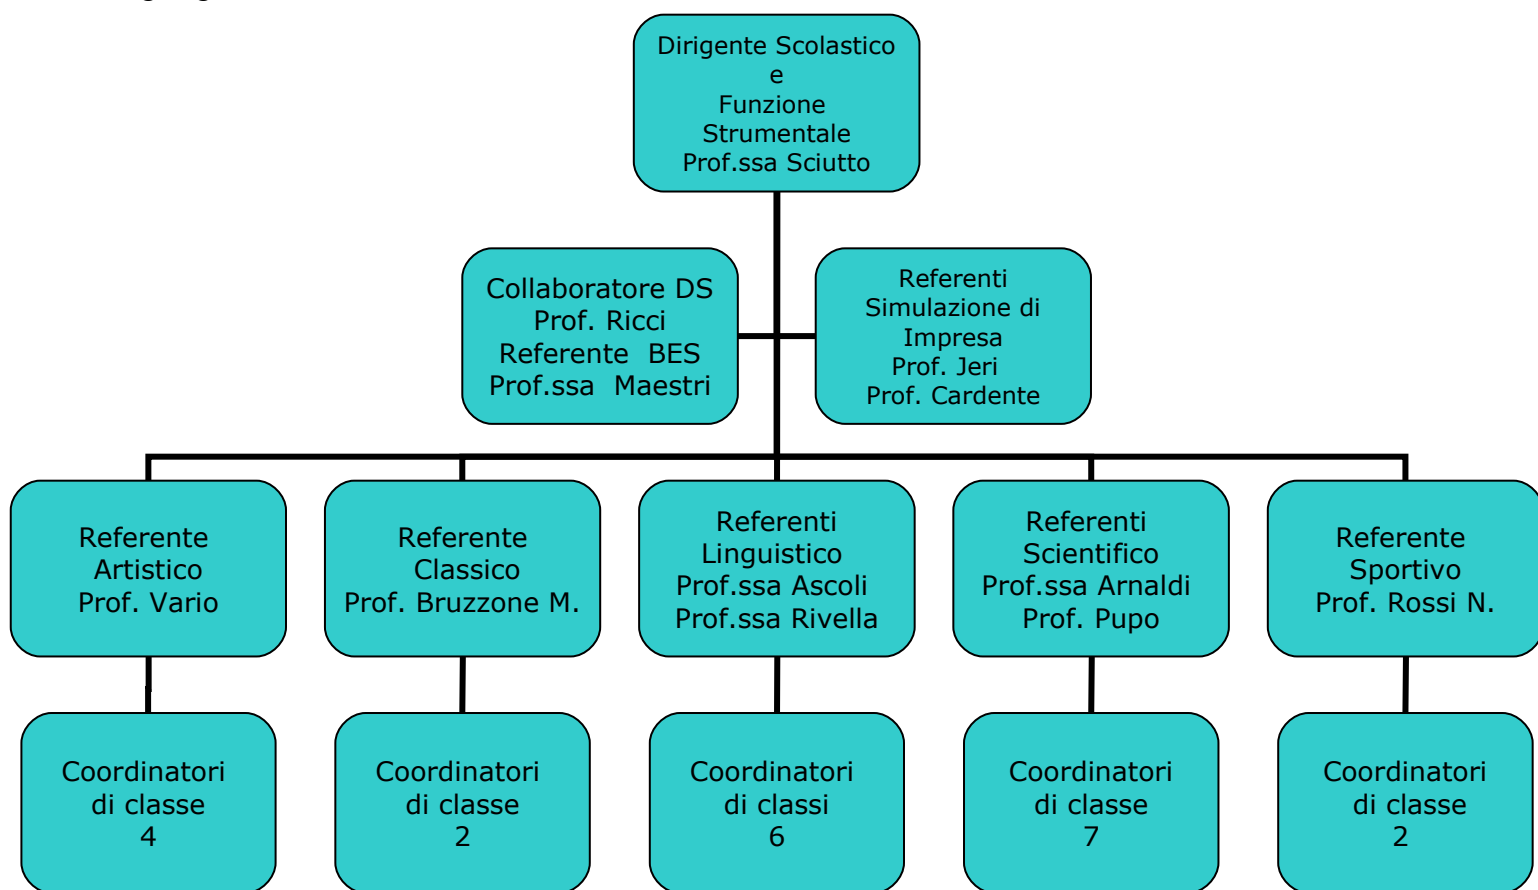 Dirigente Scolastico
e
Funzione
Strumentale
Prof.ssa Sciutto
Collaboratore DS
Prof. Ricci
Referente BES
Prof.ssa Maestri
Referenti
Simulazione di
Impresa
Prof. Jeri
Prof. Cardente
Referente
Artistico
Prof. Vario
Referente
Classico
Prof. Bruzzone M.
Referenti
Linguistico
Prof.ssa Ascoli
Prof.ssa Rivella
Referenti
Scientifico
Prof.ssa Arnaldi
Prof. Pupo
Referente
Sportivo
Prof. Rossi N.
Coordinatori
di classe
4
Coordinatori
di classe
2
Coordinatori
di classi
6
Coordinatori
di classe
7
Coordinatori
di classe
2